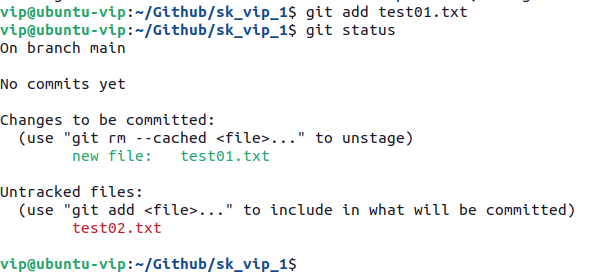 vip@ubuntu-vip:~/Github/sk_vip_1$ git add test01.txt
vip@ubuntu-vip:~/Github/sk_vip_1$ git status
On branch main

No commits yet

Changes to be committed:
  (use "git rm --cached <file>..." to unstage)
        new file:   test01.txt

Untracked files:
  (use "git add <file>..." to include in what will be committed)
        test02.txt

vip@ubuntu-vip:~/Github/sk_vip_1$